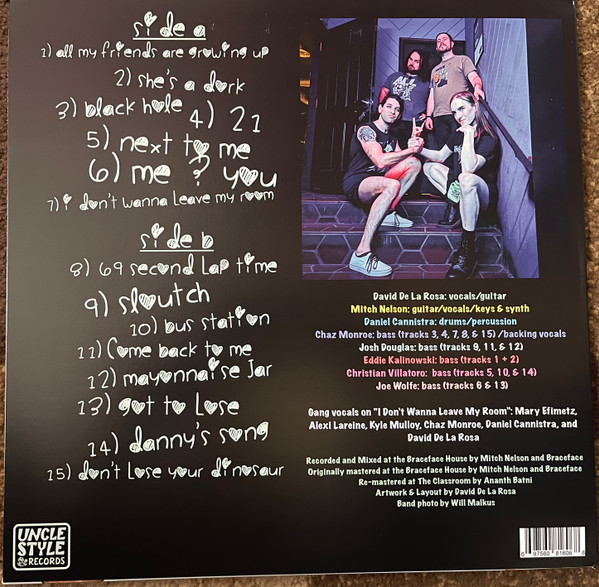 side a
1) all my friends are growing up
2) she's a dork
3) black hole
4) 21
5) next to me
6) me ? you
7) i don't wanna leave my room
side b
8) 69 second lap time
9) sloutch
10) bus station
11) Come back to me
12) mayonnaise Jar
13) got to Lose
14) danny's song
15) don't Lose your dinosaur
David De La Rosa: vocals/guitar
Mitch Nelson: guitar/vocals/keys & synth
Daniel Cannistra: drums/percussion
Chaz Monroe: bass (tracks 3, 4, 7, 8, & 15) /backing vocals
Josh Douglas: bass (tracks 9, 11, & 12)
Eddie Kalinowski: bass (tracks 1 + 2)
Christian Villatoro: bass (tracks 5, 10, & 14)
Joe Wolfe: bass (tracks 6 & 13)
Gang vocals on "I Don't Wanna Leave My Room": Mary Efimetz,
Alexi Lareine, Kyle Mulloy, Chaz Monroe, Daniel Cannistra, and
David De La Rosa
Recorded and Mixed at the Braceface House by Mitch Nelson and Braceface
Originally mastered at the Braceface House by Mitch Nelson and Braceface
Re-mastered at The Classroom by Ananth Batni
Artwork & Layout by David De La Rosa
Band photo by Will Malkus
UNCLE
STYLE
RECORDS
6 97560 81608 8